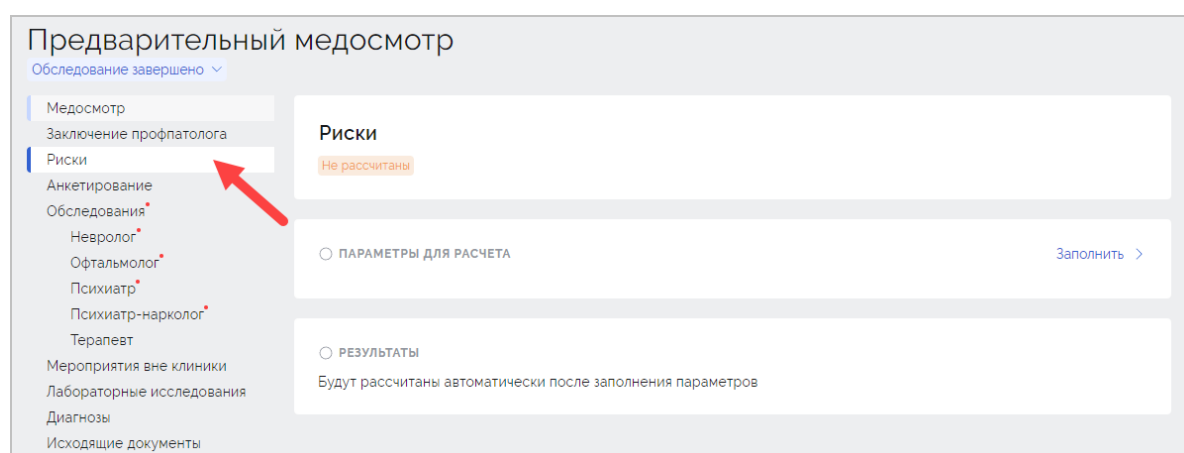 Предварительный медосмотр
Обследование завершено
Медосмотр
Заключение профпатолога
Риски
Анкетирование
Обследования
Невролог
Офтальмолог
Психиатр
Психиатр-нарколог
Терапевт
Мероприятия вне клиники
Лабораторные исследования
Диагнозы
Исходящие документы
Риски
Не рассчитаны
ПАРАМЕТРЫ ДЛЯ РАСЧЕТА
Заполнить >
РЕЗУЛЬТАТЫ
Будут рассчитаны автоматически после заполнения параметров